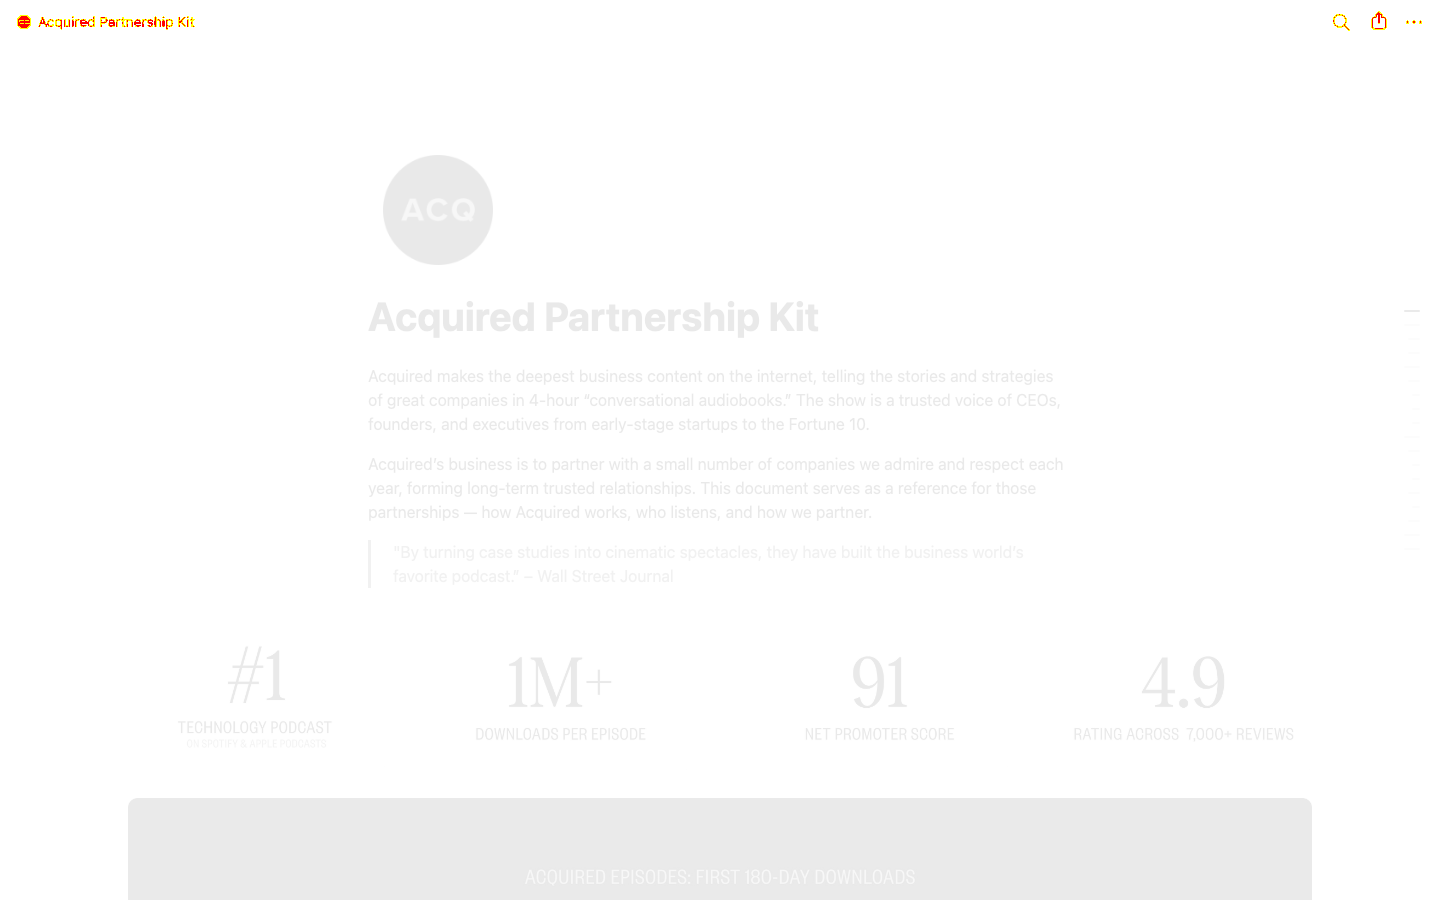 Acquired Partnership Kit
ACQ
Acquired Partnership Kit
Acquired makes the deepest business content on the internet, telling the stories and strategies
of great companies in 4-hour “conversational audiobooks.” The show is a trusted voice of CEOs,
founders, and executives from early-stage startups to the Fortune 10.
Acquired’s business is to partner with a small number of companies we admire and respect each
year, forming long-term trusted relationships. This document serves as a reference for those
partnerships — how Acquired works, who listens, and how we partner.
"By turning case studies into cinematic spectacles, they have built the business world’s
favorite podcast." – Wall Street Journal
#1
TECHNOLOGY PODCAST
ON SPOTIFY & APPLE PODCASTS
1M+
DOWNLOADS PER EPISODE
91
NET PROMOTER SCORE
4.9
RATING ACROSS 7,000+ REVIEWS
ACQUIRED EPISODES: FIRST 180-DAY DOWNLOADS